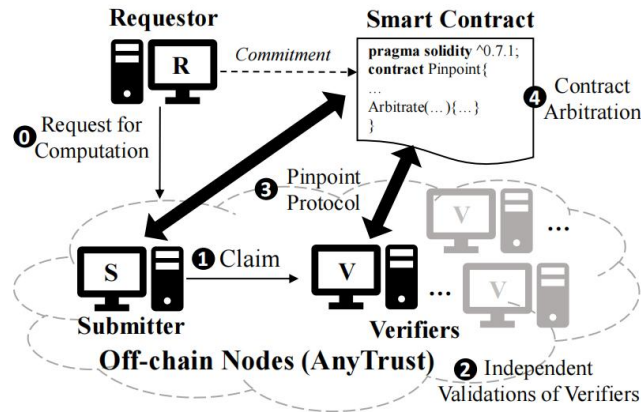 Requestor
Smart Contract
R
Commitment
pragma solidity ^0.7.1;
contract Pinpoint{
...
Arbitrate(...){...}
}
4 Contract
Arbitration
0 Request for
Computation
3 Pinpoint
Protocol
V
...
S
1 Claim
V
...
V
Submitter
Verifiers
Off-chain Nodes (AnyTrust)
2 Independent
Validations of Verifiers